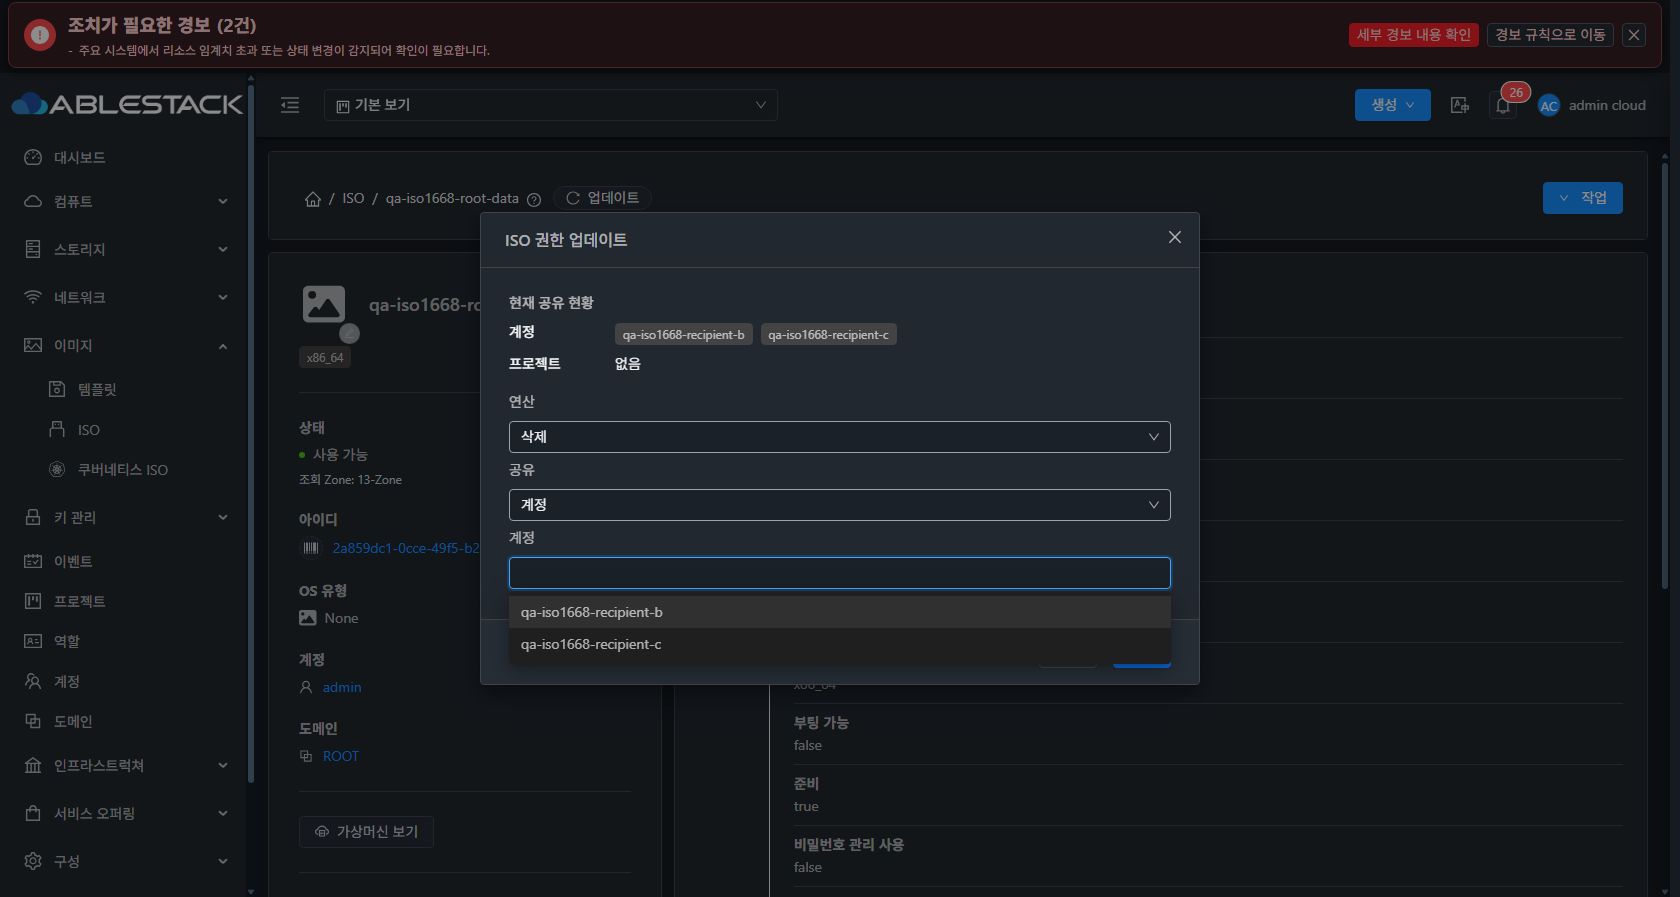 조치가 필요한 경보 (2건)
- 주요 시스템에서 리소스 임계치 초과 또는 상태 변경이 감지되어 확인이 필요합니다.
세부 경보 내용 확인
경보 규칙으로 이동
ABLESTACK
기본 보기
생성
26
AC
admin cloud
대시보드
컴퓨트
스토리지
네트워크
이미지
템플릿
ISO
쿠버네티스 ISO
키 관리
이벤트
프로젝트
역할
계정
도메인
인프라스트럭쳐
서비스 오퍼링
구성
/ ISO / qa-iso1668-root-data
업데이트
작업
qa-iso1668-ro
x86_64
상태
사용 가능
조회 Zone: 13-Zone
아이디
2a859dc1-0cce-49f5-b2
OS 유형
None
계정
admin
도메인
ROOT
가상머신 보기
ISO 권한 업데이트
현재 공유 현황
계정
qa-iso1668-recipient-b
qa-iso1668-recipient-c
프로젝트
없음
연산
삭제
공유
계정
계정
qa-iso1668-recipient-b
qa-iso1668-recipient-c
x86_64
부팅 가능
false
준비
true
비밀번호 관리 사용
false